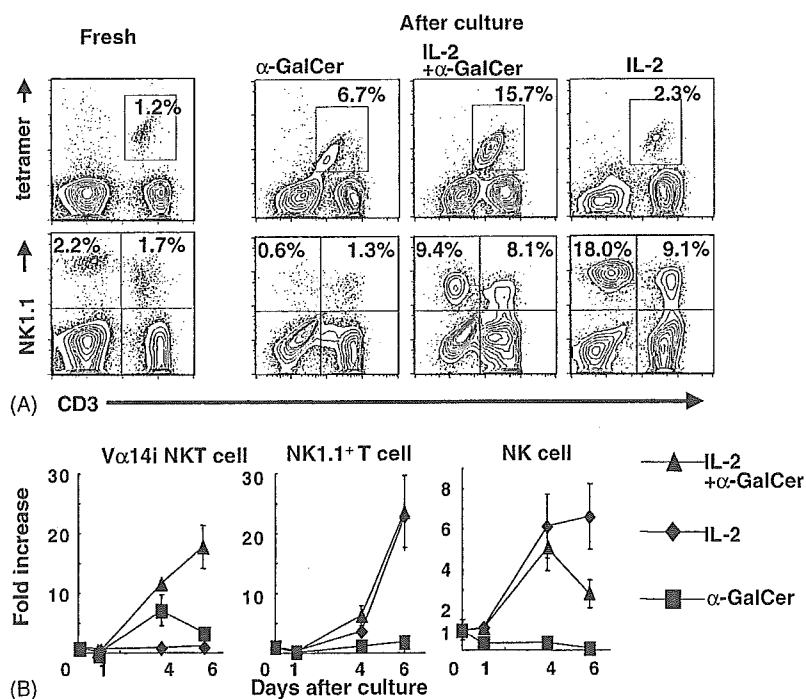 Fresh
After culture
α-GalCer
IL-2
+α-GalCer
IL-2
tetramer
1.2%
6.7%
15.7%
2.3%
NK1.1
2.2% 1.7%
0.6% 1.3%
9.4% 8.1%
18.0% 9.1%
(A) CD3
Vα14i NKT cell
NK1.1+ T cell
NK cell
Fold increase
30
20
10
0 1 4 6
30
20
10
0 1 4 6
8
6
4
2
1
0 1 4 6
IL-2
+α-GalCer
IL-2
α-GalCer
(B) Days after culture